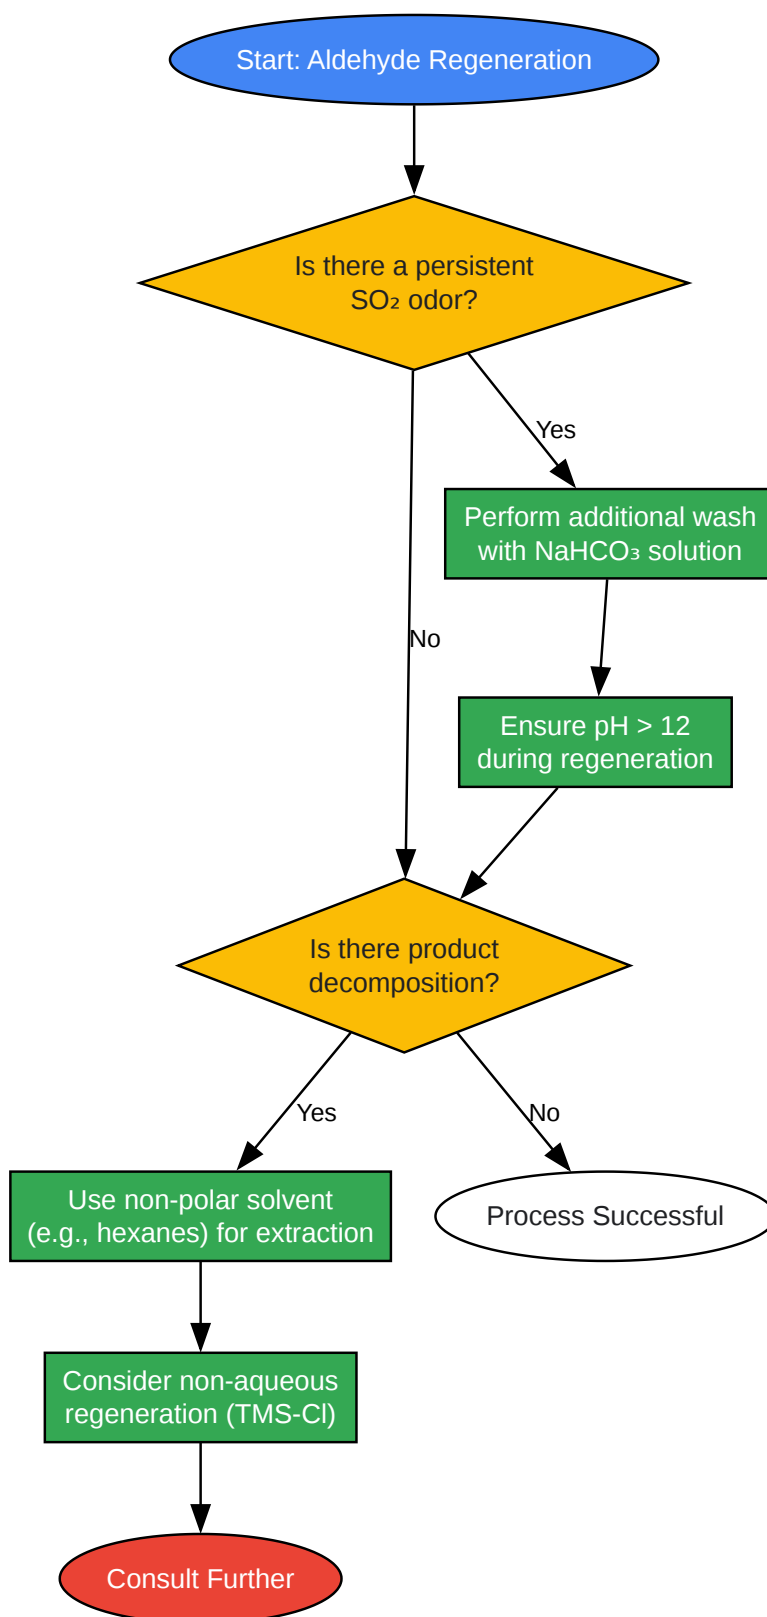 Start: Aldehyde Regeneration
Is there a persistent
SO₂ odor?
Yes
Perform additional wash
with NaHCO₃ solution
No
Ensure pH > 12
during regeneration
Is there product
decomposition?
Yes
No
Use non-polar solvent
(e.g., hexanes) for extraction
Process Successful
Consider non-aqueous
regeneration (TMS-Cl)
Consult Further